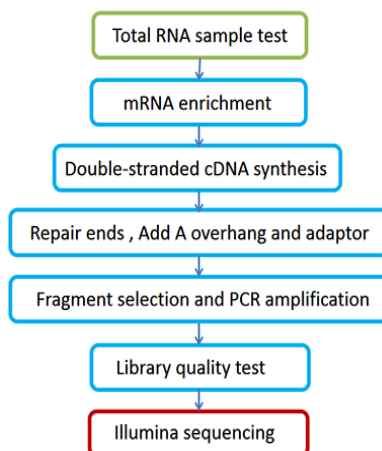 Total RNA sample test
mRNA enrichment
Double-stranded cDNA synthesis
Repair ends , Add A overhang and adaptor
Fragment selection and PCR amplification
Library quality test
Illumina sequencing